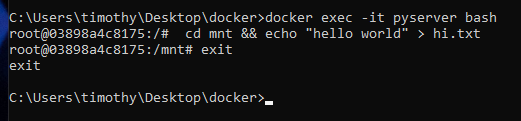 C:\Users\timothy\Desktop\docker>docker exec -it pyserver bash
root@03898a4c8175:/#  cd mnt && echo "hello world" > hi.txt
root@03898a4c8175:/mnt# exit
exit
C:\Users\timothy\Desktop\docker>